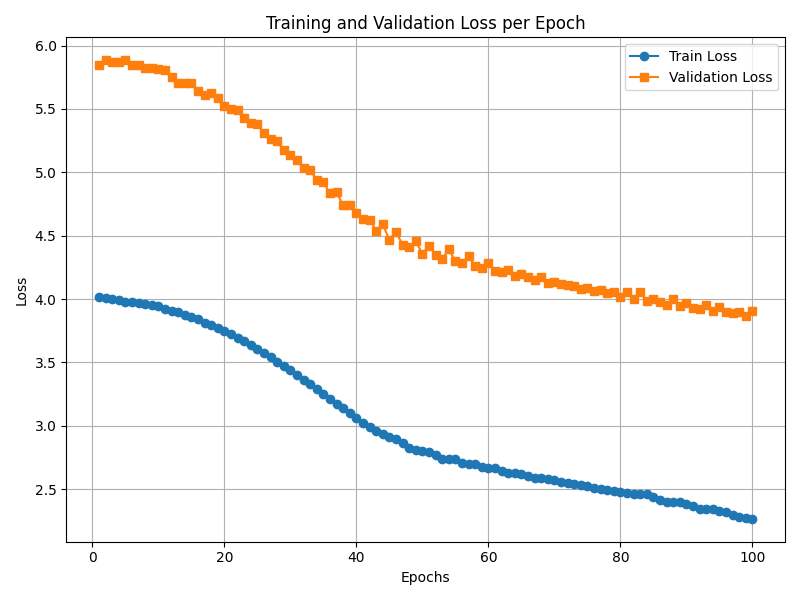 Training and Validation Loss per Epoch
Train Loss
Validation Loss
6.0
5.5
5.0
4.5
4.0
3.5
3.0
2.5
Loss
0 20 40 60 80 100
Epochs